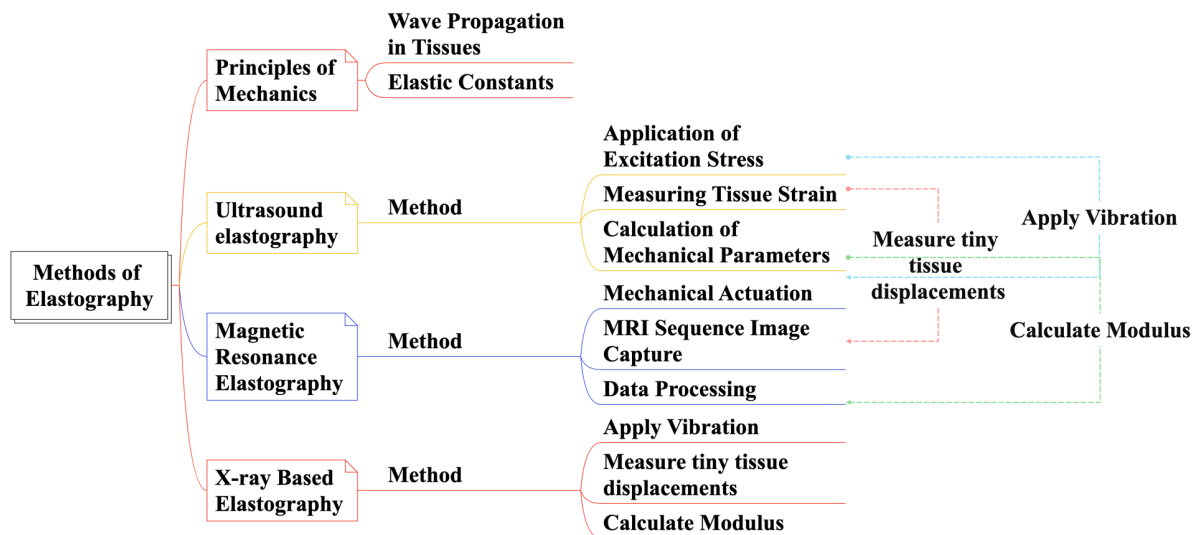 Methods of
Elastography
Principles of
Mechanics
Wave Propagation
in Tissues
Elastic Constants
Ultrasound
elastography
Method
Application of
Excitation Stress
Measuring Tissue Strain
Calculation of
Mechanical Parameters
Magnetic
Resonance
Elastography
Method
Mechanical Actuation
MRI Sequence Image
Capture
Data Processing
X-ray Based
Elastography
Method
Apply Vibration
Measure tiny tissue
displacements
Calculate Modulus
Apply Vibration
Measure tiny
tissue
displacements
Calculate Modulus